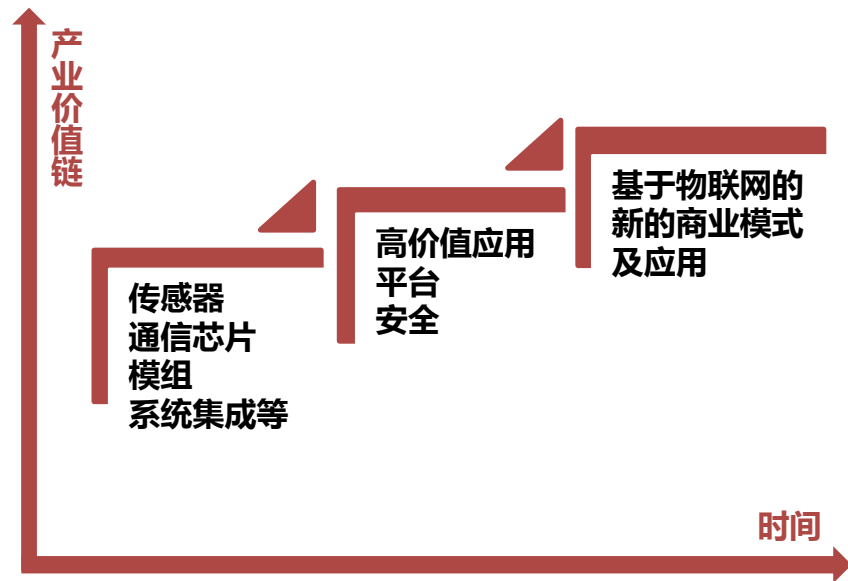 产业价值链
传感器
通信芯片
模组
系统集成等
高价值应用
平台
安全
基于物联网的
新的商业模式
及应用
时间